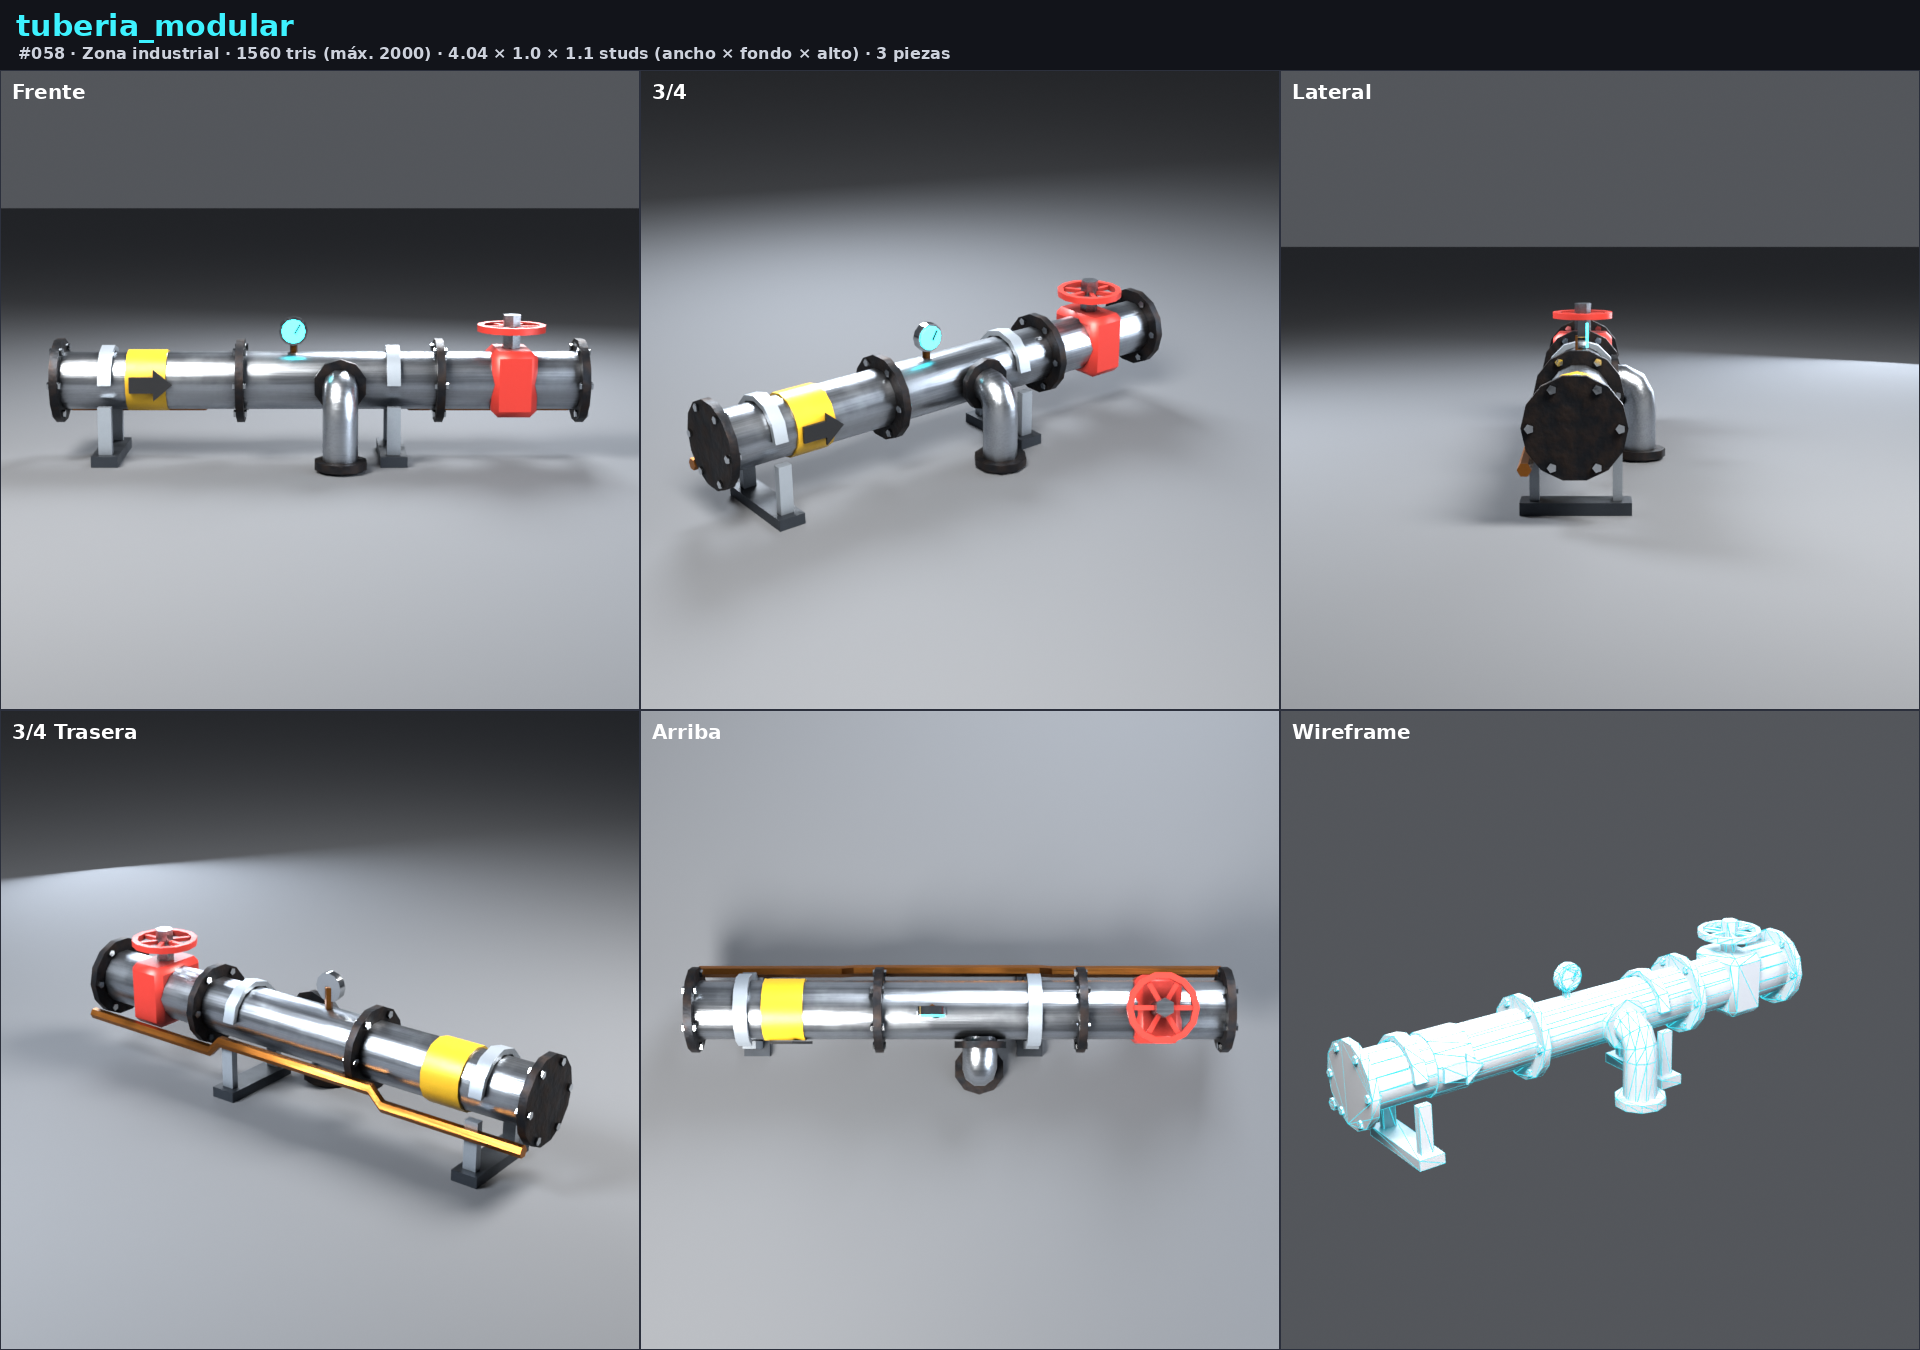 tuberia_modular
#058 · Zona industrial · 1560 tris (máx. 2000) · 4.04 × 1.0 × 1.1 studs (ancho × fondo × alto) · 3 piezas
Frente
3/4
Lateral
3/4 Trasera
Arriba
Wireframe